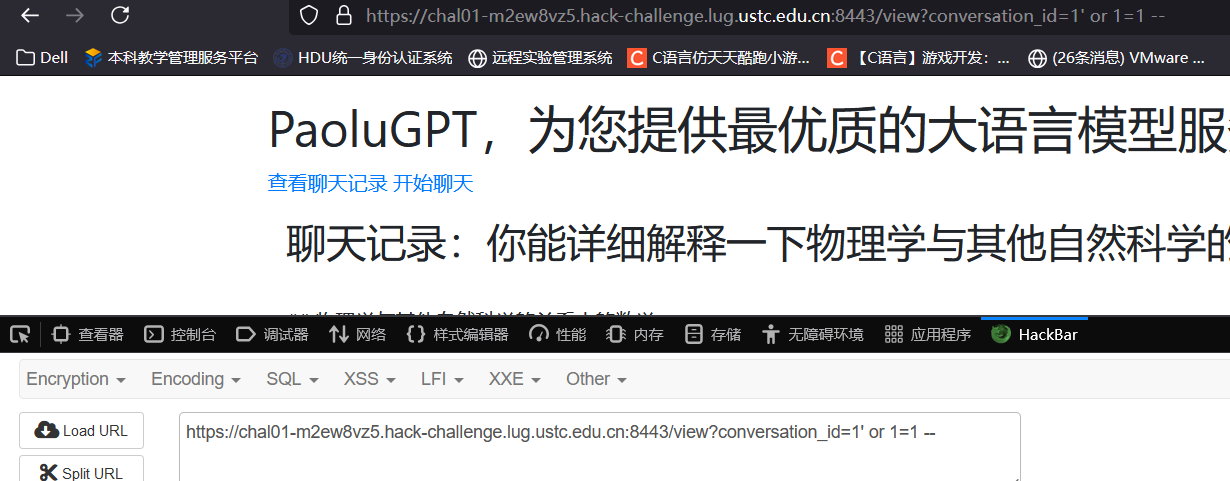 https://chal01-m2ew8vz5.hack-challenge.lug.ustc.edu.cn:8443/view?conversation_id=1' or 1=1 --
Dell 本科教学管理服务平台 HDU统一身份认证系统 远程实验管理系统 C语言仿天天酷跑小游... 【C语言】游戏开发：... (26条消息) VMware ...
PaoluGPT，为您提供最优质的大语言模型服
查看聊天记录 开始聊天
聊天记录：你能详细解释一下物理学与其他自然科学的
查看器 控制台 调试器 网络 样式编辑器 性能 内存 存储 无障碍环境 应用程序 HackBar
Encryption Encoding SQL XSS LFI XXE Other
Load URL https://chal01-m2ew8vz5.hack-challenge.lug.ustc.edu.cn:8443/view?conversation_id=1' or 1=1 --
Split URL